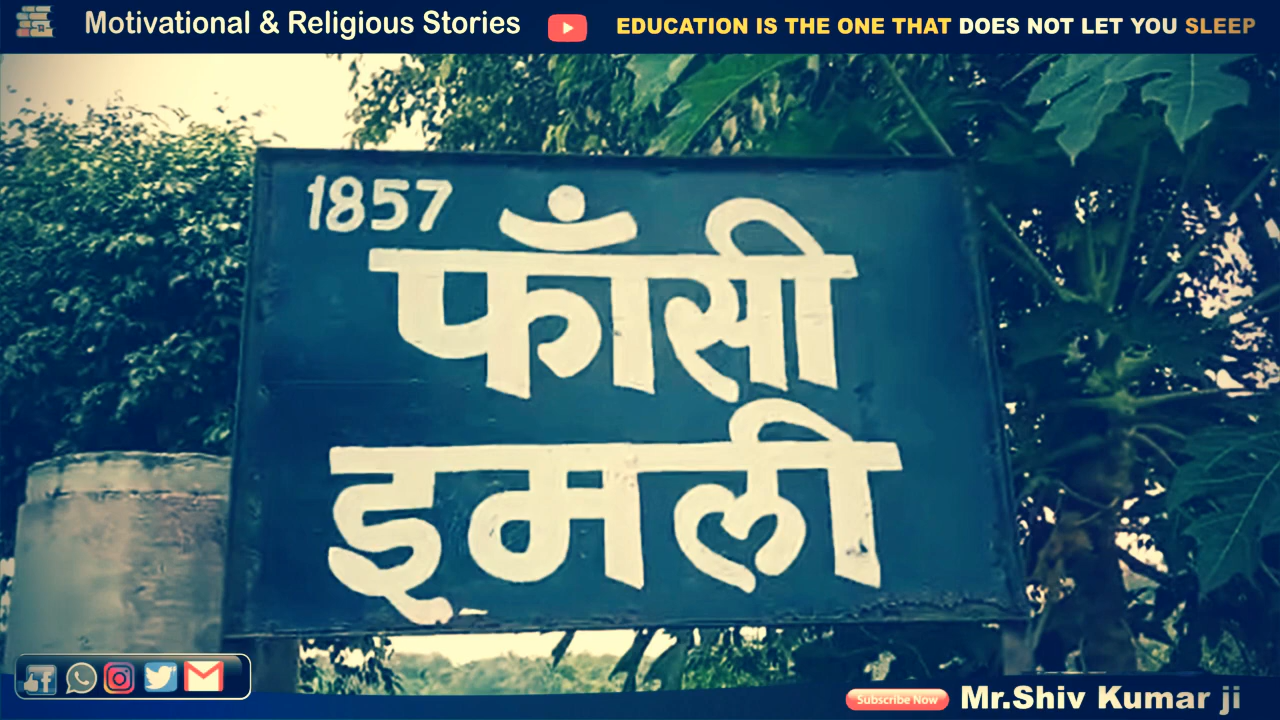 Motivational & Religious Stories
EDUCATION IS THE ONE THAT DOES NOT LET YOU SLEEP
1857
फाँसी
इमली
Subscribe Now
Mr.Shiv Kumar ji